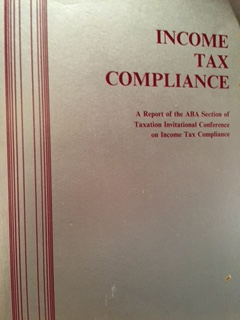 INCOME
TAX
COMPLIANCE
A Report of the ABA Section of
Taxation Invitational Conference
on Income Tax Compliance